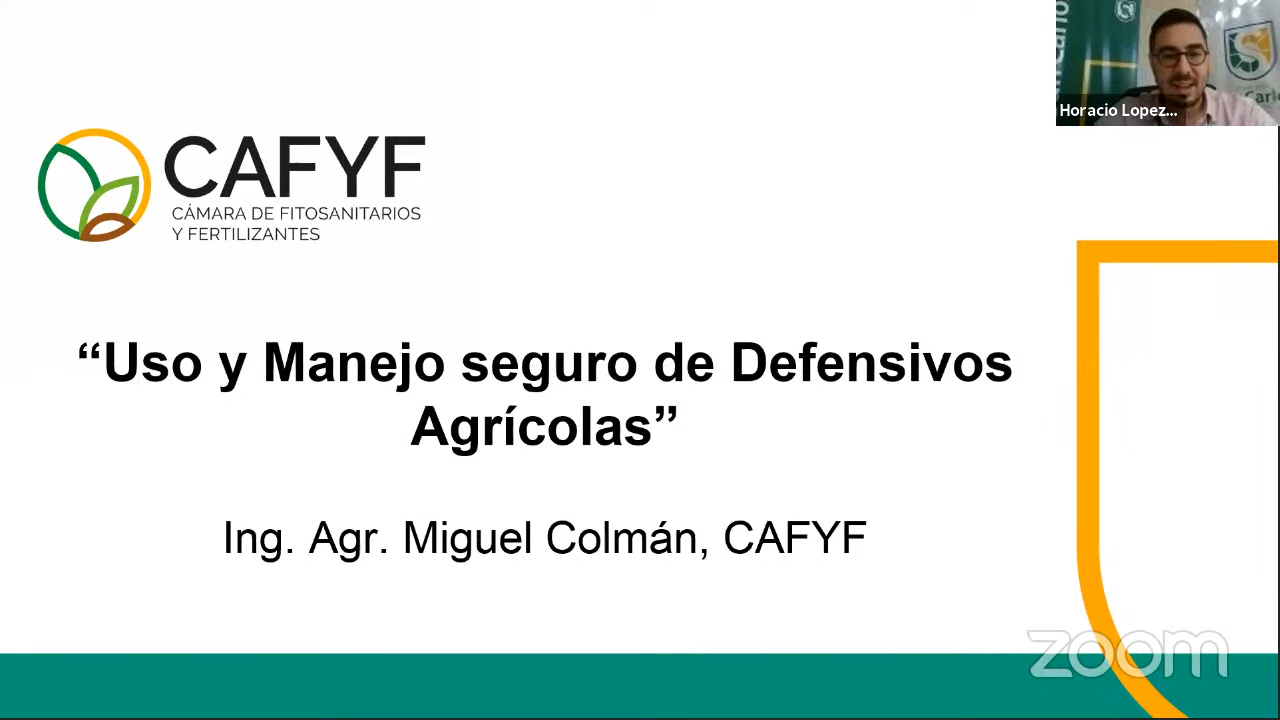 Horacio Lopez...
CAFYF
CÁMARA DE FITOSANITARIOS
Y FERTILIZANTES
“Uso y Manejo seguro de Defensivos
Agrícolas”
Ing. Agr. Miguel Colmán, CAFYF
zoom